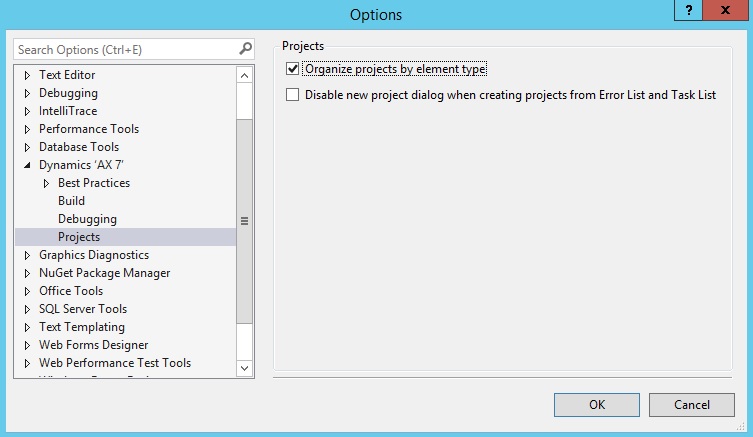 Options
? x
Search Options (Ctrl+E)
Text Editor
Debugging
IntelliTrace
Performance Tools
Database Tools
Dynamics 'AX 7'
Best Practices
Build
Debugging
Projects
Graphics Diagnostics
NuGet Package Manager
Office Tools
SQL Server Tools
Text Templating
Web Forms Designer
Web Performance Test Tools
Projects
Organize projects by element type
Disable new project dialog when creating projects from Error List and Task List
OK
Cancel